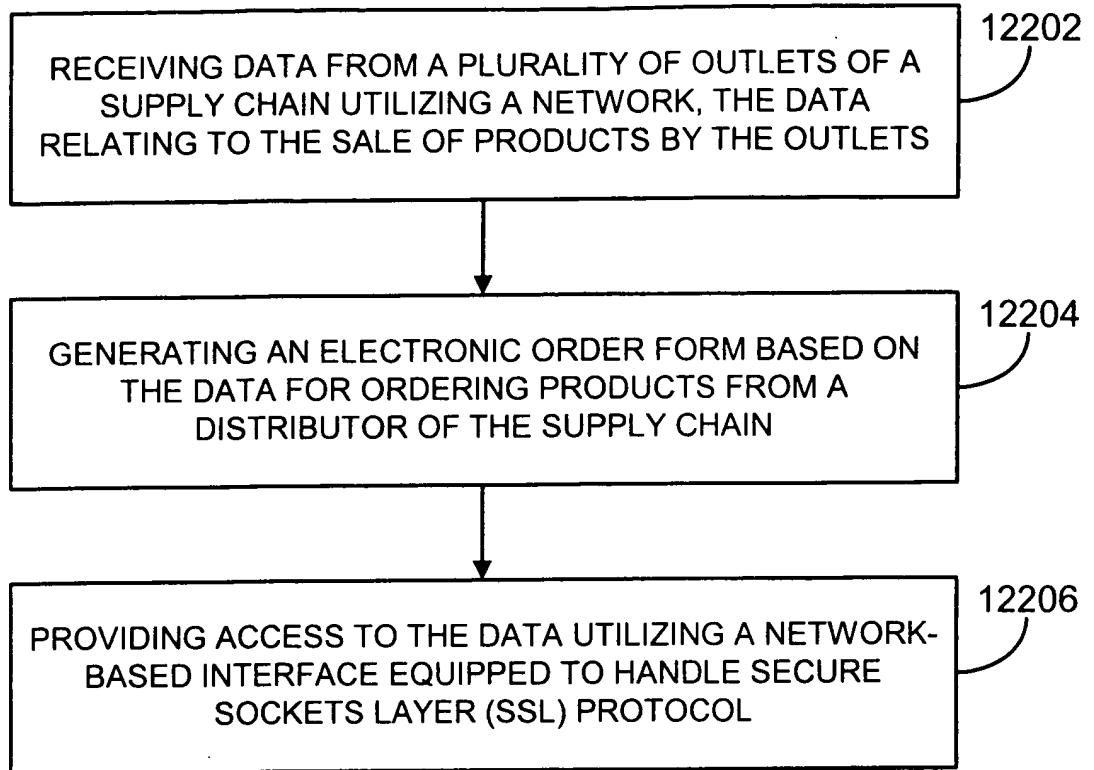 12202
RECEIVING DATA FROM A PLURALITY OF OUTLETS OF A
SUPPLY CHAIN UTILIZING A NETWORK, THE DATA
RELATING TO THE SALE OF PRODUCTS BY THE OUTLETS
12204
GENERATING AN ELECTRONIC ORDER FORM BASED ON
THE DATA FOR ORDERING PRODUCTS FROM A
DISTRIBUTOR OF THE SUPPLY CHAIN
12206
PROVIDING ACCESS TO THE DATA UTILIZING A NETWORK-
BASED INTERFACE EQUIPPED TO HANDLE SECURE
SOCKETS LAYER (SSL) PROTOCOL